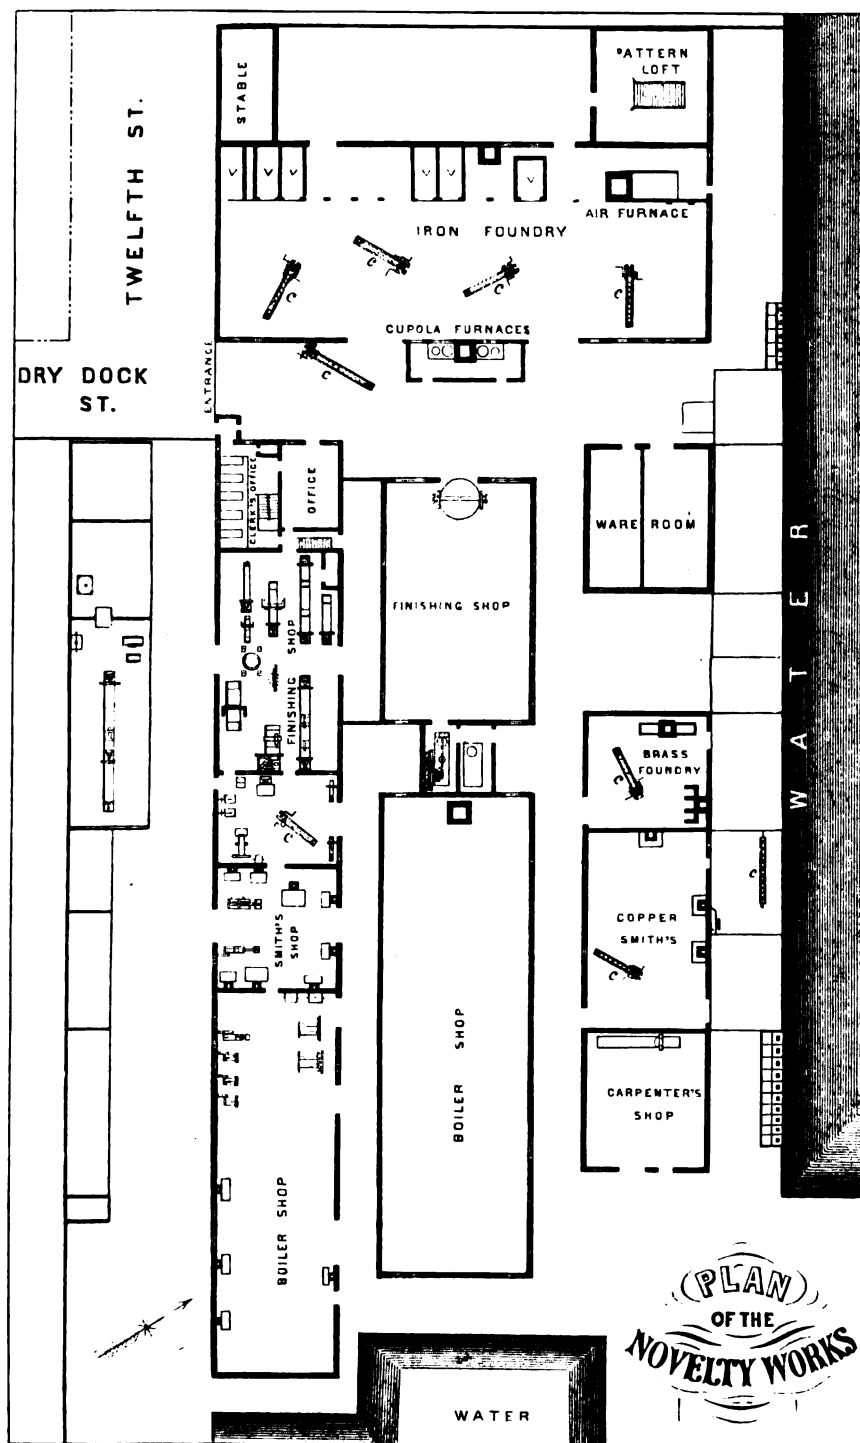 STABLE
PATTERN
LOFT
TWELFTH ST.
AIR FURNACE
IRON FOUNDRY
C
C
C
C
CUPOLA FURNACES
C
ENTRANCE
DRY DOCK
ST.
CLERK'S OFFICE
OFFICE
WARE ROOM
FINISHING SHOP
FINISHING SHOP
WATER
BRASS
FOUNDRY
C
C
C
COPPER
SMITH'S
C
SMITH'S
SHOP
BOILER SHOP
CARPENTER'S
SHOP
BOILER SHOP
PLAN
OF THE
NOVELTY WORKS
WATER